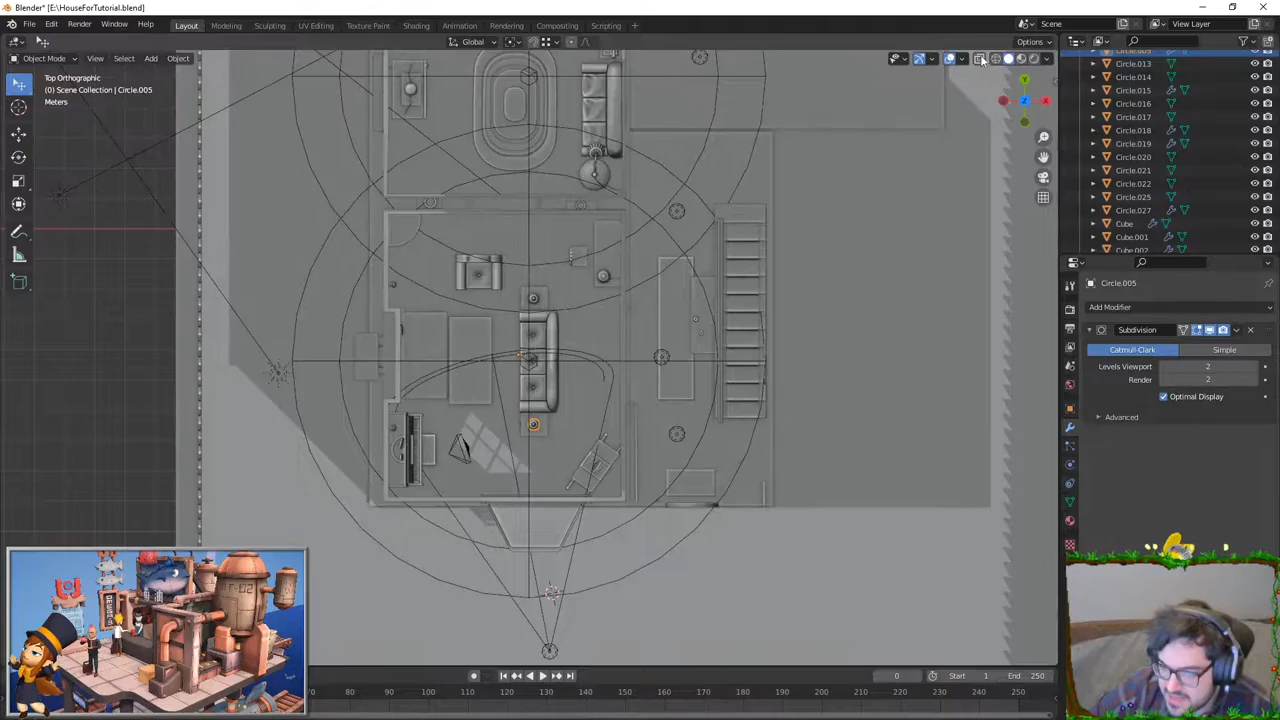 Blender* [E:\HouseForTutorial.blend]
File Edit Render Window Help Layout Modeling Sculpting UV Editing Texture Paint Shading Animation Rendering Compositing Scripting + Scene View Layer
Global Options
Object Mode View Select Add Object
Top Orthographic
(0) Scene Collection | Circle.005
Meters
Circle.005
Circle.013
Circle.014
Circle.015
Circle.016
Circle.017
Circle.018
Circle.019
Circle.020
Circle.021
Circle.022
Circle.025
Circle.027
Cube
Cube.001
Cube.002
Circle.005
Add Modifier
Subdivision
Catmull-Clark Simple
Levels Viewport 2
Render 2
Optimal Display
Advanced
0 Start 1 End 250
70 80 90 100 110 120 130 140 150 160 170 180 190 200 210 220 230 240 250